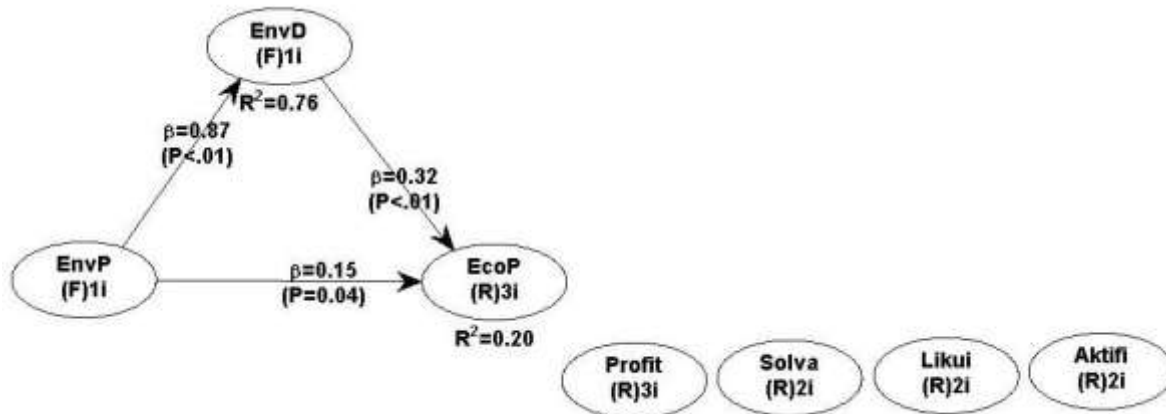 EnvD
(F)1i
R²=0.76
β=0.87
(P<.01)
β=0.32
(P<.01)
EnvP
(F)1i
β=0.15
(P=0.04)
EcoP
(R)3i
R²=0.20
Profit
(R)3i
Solva
(R)2i
Likui
(R)2i
Aktifi
(R)2i